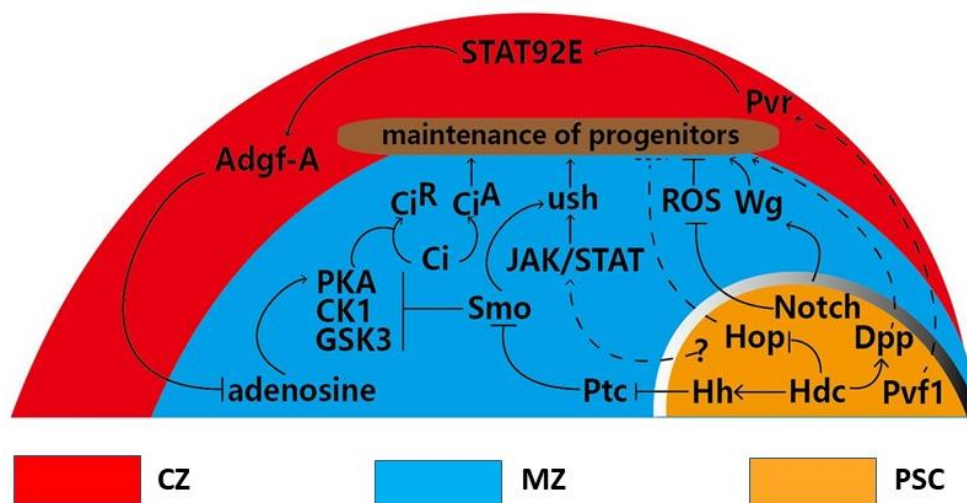 STAT92E
Pvr
maintenance of progenitors
Adgf-A
CiR CiA ush ROS Wg
Ci JAK/STAT
PKA
CK1 Smo Notch
GSK3 ? Hop Dpp
adenosine Ptc Hh Hdc Pvf1
CZ MZ PSC